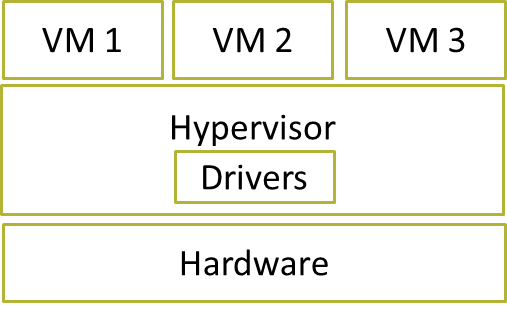 VM 1 VM 2 VM 3
Hypervisor
Drivers
Hardware